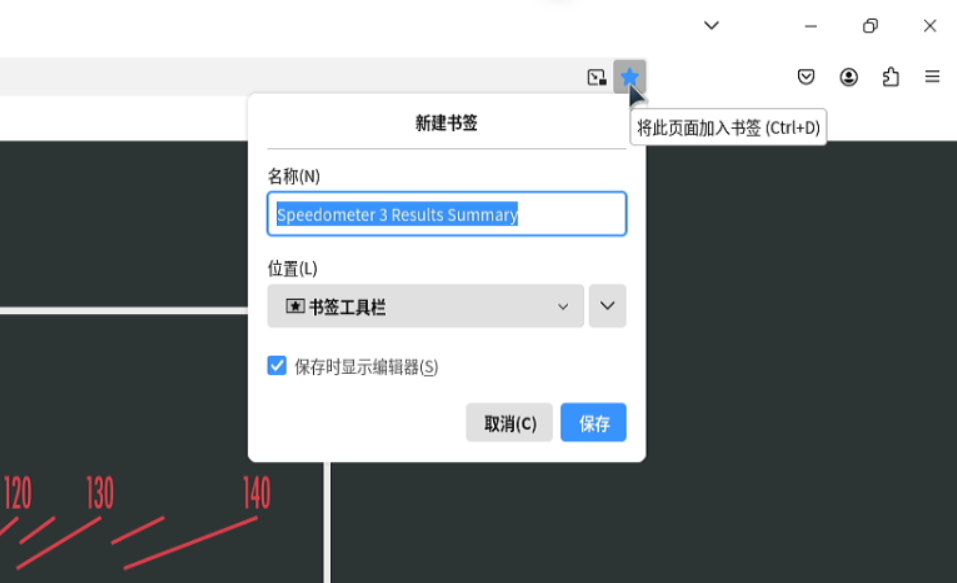 新建书签
将此页面加入书签 (Ctrl+D)
名称(N)
Speedometer 3 Results Summary
位置(L)
书签工具栏
保存时显示编辑器(S)
取消(C)
保存
120 130 140